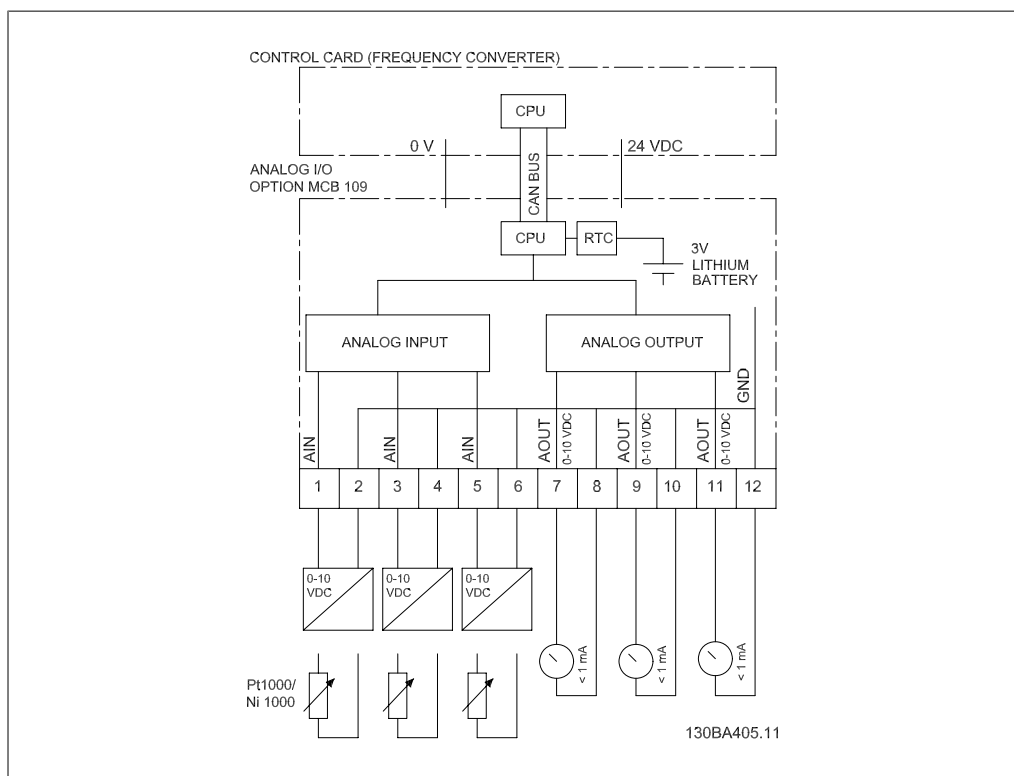 CONTROL CARD (FREQUENCY CONVERTER)
CPU
0 V
24 VDC
CAN BUS
ANALOG I/O
OPTION MCB 109
CPU
RTC
3V
LITHIUM
BATTERY
ANALOG INPUT
ANALOG OUTPUT
GND
AIN
AIN
AIN
AOUT
0-10 VDC
AOUT
0-10 VDC
AOUT
0-10 VDC
1 2 3 4 5 6 7 8 9 10 11 12
0-10
VDC
0-10
VDC
0-10
VDC
< 1 mA
< 1 mA
< 1 mA
Pt1000/
Ni 1000
130BA405.11